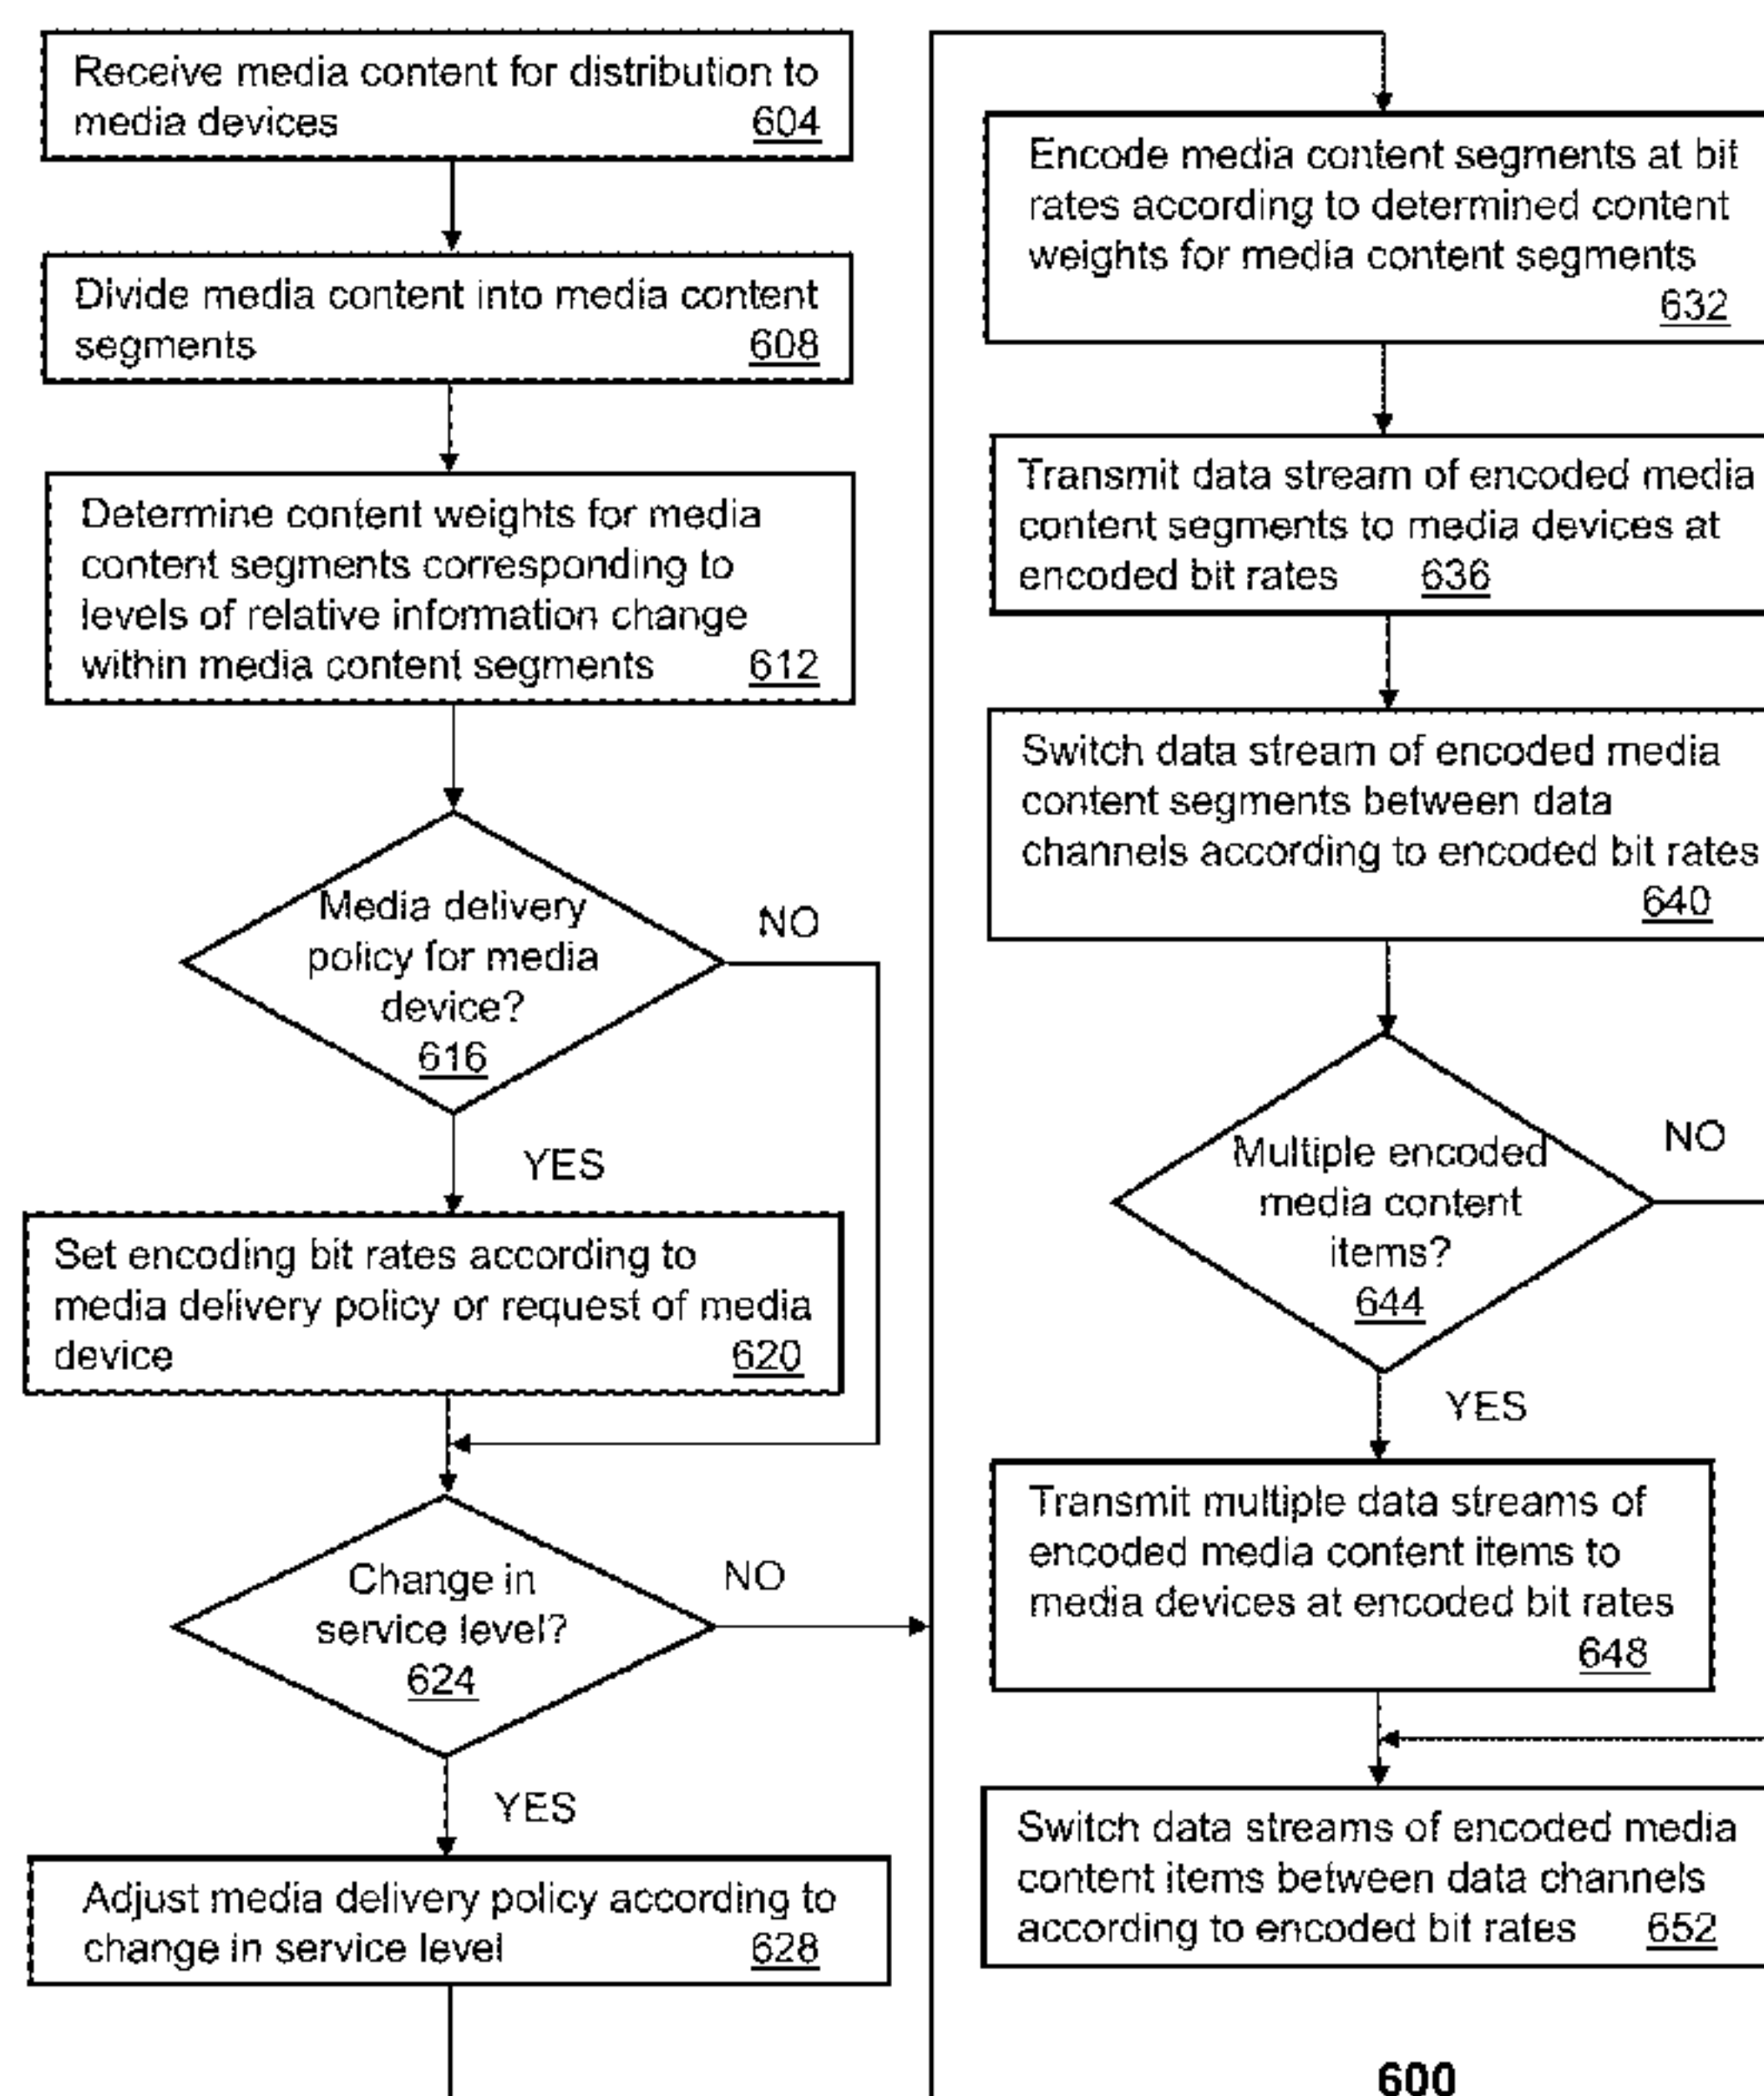 Receive media content for distribution to
media devices 604
Divide media content into media content
segments 608
Determine content weights for media
content segments corresponding to
levels of relative information change
within media content segments 612
Media delivery
policy for media
device?
616
NO
YES
Set encoding bit rates according to
media delivery policy or request of media
device 620
Change in
service level?
624
NO
YES
Adjust media delivery policy according to
change in service level 628
Encode media content segments at bit
rates according to determined content
weights for media content segments
632
Transmit data stream of encoded media
content segments to media devices at
encoded bit rates 636
Switch data stream of encoded media
content segments between data
channels according to encoded bit rates
640
Multiple encoded
media content
items?
644
NO
YES
Transmit multiple data streams of
encoded media content items to
media devices at encoded bit rates
648
Switch data streams of encoded media
content items between data channels
according to encoded bit rates 652
600